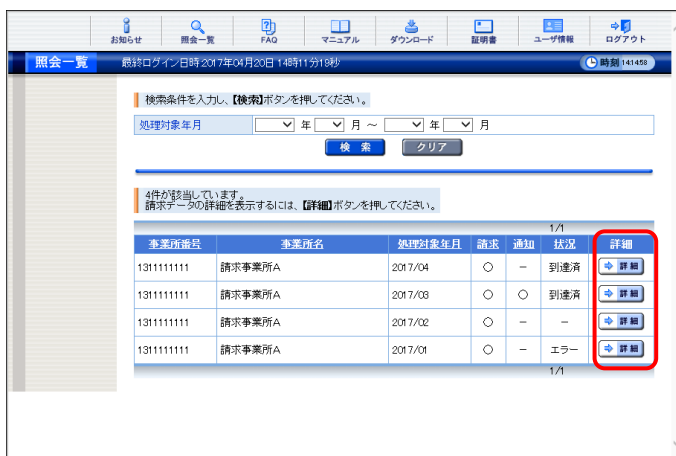 お知らせ 照会一覧 FAQ マニュアル ダウンロード 証明書 ユーザ情報 ログアウト
照会一覧 最終ログイン日時:2017年04月20日 14時11分19秒 時刻 14:14:58
検索条件を入力し、【検索】ボタンを押してください。
処理対象年月 年 月 ～ 年 月
検 索 クリア
4件が該当しています。
請求データの詳細を表示するには、【詳細】ボタンを押してください。
1/1
事業所番号 事業所名 処理対象年月 請求 通知 状況 詳細
1311111111 請求事業所A 2017/04 ○ － 到達済 詳細
1311111111 請求事業所A 2017/03 ○ ○ 到達済 詳細
1311111111 請求事業所A 2017/02 ○ － － 詳細
1311111111 請求事業所A 2017/01 ○ － エラー 詳細
1/1